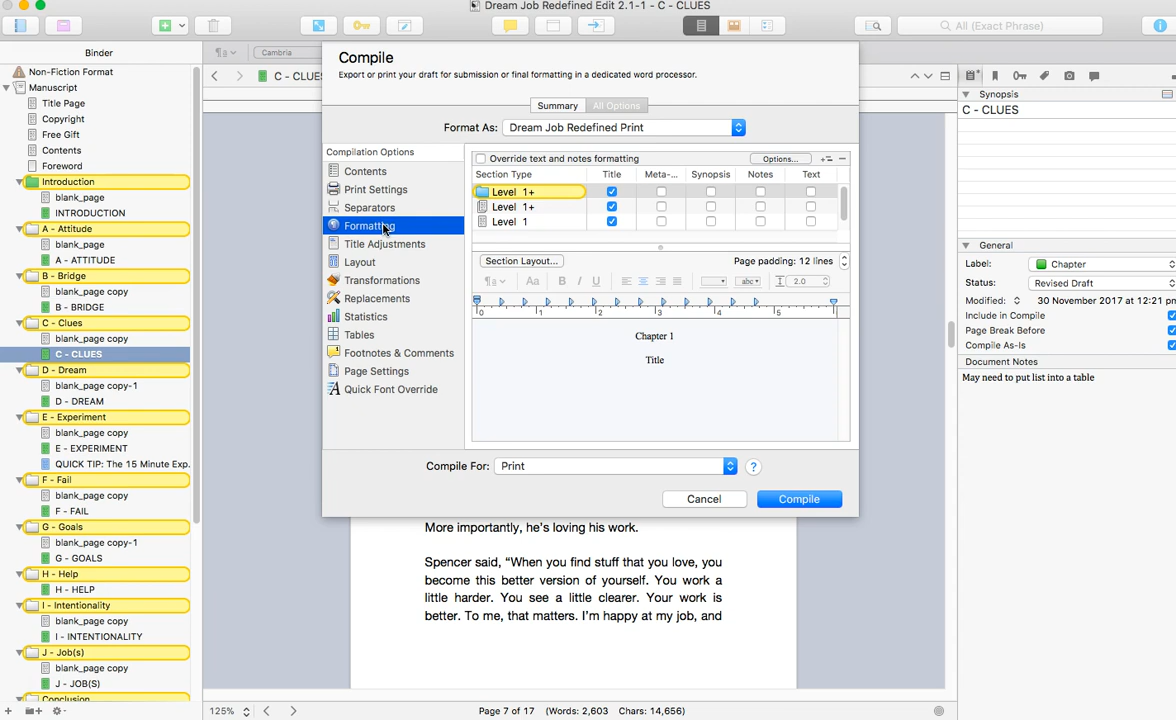 Dream Job Redefined Edit 2.1-1 - C - CLUES
All (Exact Phrase)
Binder
Cambria
Non-Fiction Format
Manuscript
Title Page
Copyright
Free Gift
Contents
Foreword
Introduction
blank_page
INTRODUCTION
A - Attitude
blank_page
A - ATTITUDE
B - Bridge
blank_page copy
B - BRIDGE
C - Clues
blank_page copy
C - CLUES
D - Dream
blank_page copy-1
D - DREAM
E - Experiment
blank_page copy
E - EXPERIMENT
QUICK TIP: The 15 Minute Exp.
F - Fail
blank_page copy
F - FAIL
G - Goals
blank_page copy-1
G - GOALS
H - Help
H - HELP
I - Intentionality
blank_page copy
I - INTENTIONALITY
J - Job(s)
blank_page copy
J - JOB(S)
Conclusion
C - CLUES
Compile
Export or print your draft for submission or final formatting in a dedicated word processor.
Summary All Options
Format As: Dream Job Redefined Print
Compilation Options
Contents
Print Settings
Separators
Formatting
Title Adjustments
Layout
Transformations
Replacements
Statistics
Tables
Footnotes & Comments
Page Settings
Quick Font Override
Override text and notes formatting Options...
Section Type Title Meta-... Synopsis Notes Text
Level 1+
Level 1+
Level 1
Section Layout... Page padding: 12 lines
Aa B I U abc 2.0
0 1 2 3 4 5
Chapter 1
Title
Compile For: Print ?
Cancel Compile
More importantly, he's loving his work.
Spencer said, “When you find stuff that you love, you
become this better version of yourself. You work a
little harder. You see a little clearer. Your work is
better. To me, that matters. I’m happy at my job, and
125% Page 7 of 17 (Words: 2,603 Chars: 14,656)
Synopsis
C - CLUES
General
Label: Chapter
Status: Revised Draft
Modified: 30 November 2017 at 12:21 pm
Include in Compile
Page Break Before
Compile As-Is
Document Notes
May need to put list into a table